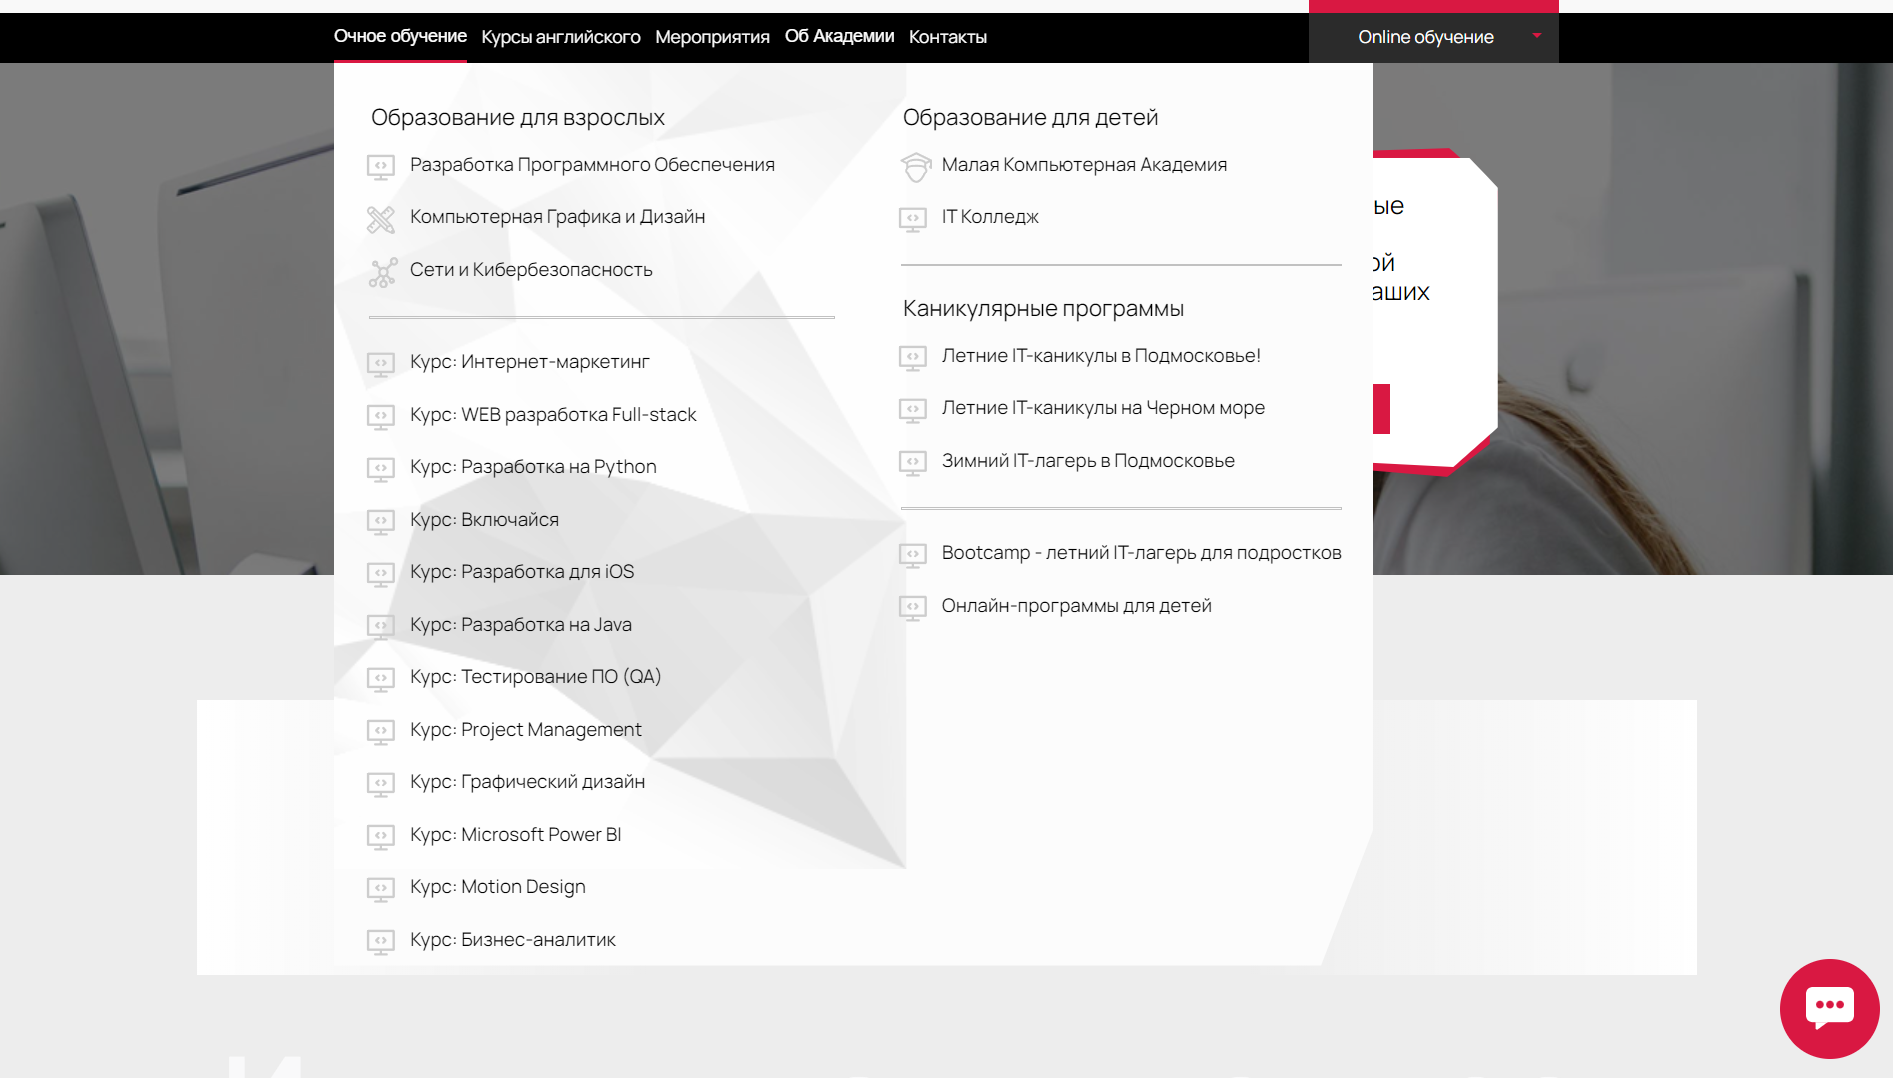 Очное обучение Курсы английского Мероприятия Об Академии Контакты Online обучение
Образование для взрослых
Разработка Программного Обеспечения
Компьютерная Графика и Дизайн
Сети и Кибербезопасность
Курс: Интернет-маркетинг
Курс: WEB разработка Full-stack
Курс: Разработка на Python
Курс: Включайся
Курс: Разработка для iOS
Курс: Разработка на Java
Курс: Тестирование ПО (QA)
Курс: Project Management
Курс: Графический дизайн
Курс: Microsoft Power BI
Курс: Motion Design
Курс: Бизнес-аналитик
Образование для детей
Малая Компьютерная Академия
IT Колледж
Каникулярные программы
Летние IT-каникулы в Подмосковье!
Летние IT-каникулы на Черном море
Зимний IT-лагерь в Подмосковье
Bootcamp - летний IT-лагерь для подростков
Онлайн-программы для детей
ые
ой
аших